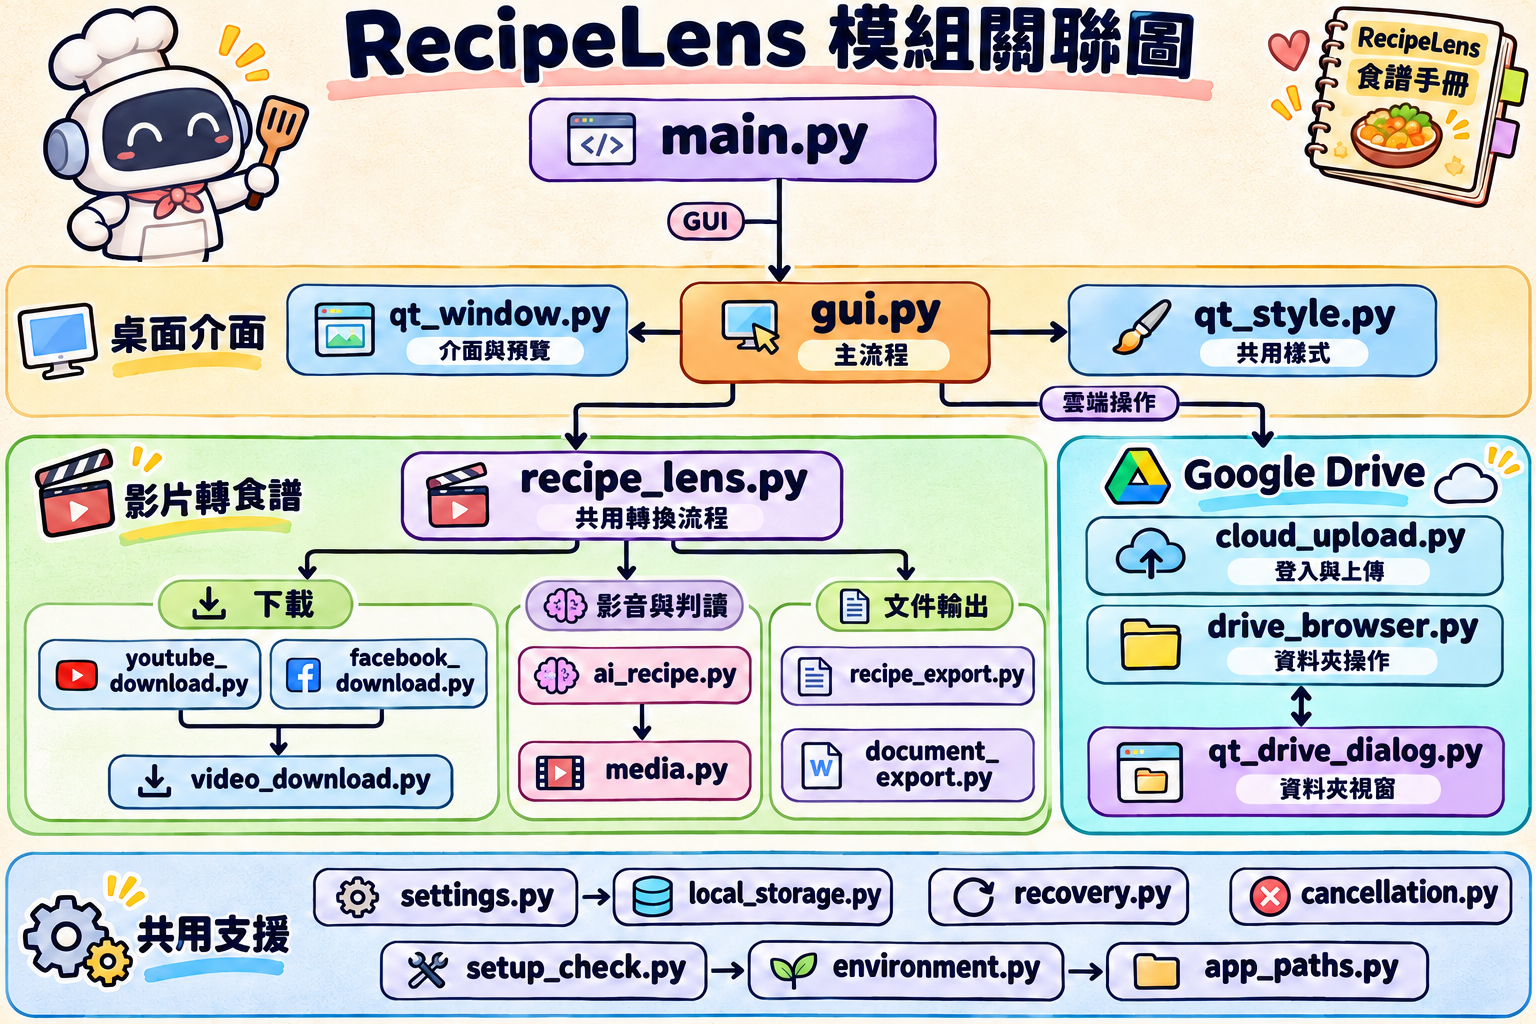 RecipeLens 模組關聯圖
RecipeLens
食譜手冊
</>
main.py
GUI
桌面介面
qt_window.py
介面與預覽
gui.py
主流程
qt_style.py
共用樣式
雲端操作
影片轉食譜
recipe_lens.py
共用轉換流程
下載
youtube_
download.py
facebook_
download.py
video_download.py
影音與判讀
ai_recipe.py
media.py
文件輸出
recipe_export.py
W
document_
export.py
Google Drive
cloud_upload.py
登入與上傳
drive_browser.py
資料夾操作
qt_drive_dialog.py
資料夾視窗
共用支援
settings.py
local_storage.py
recovery.py
cancellation.py
setup_check.py
environment.py
app_paths.py